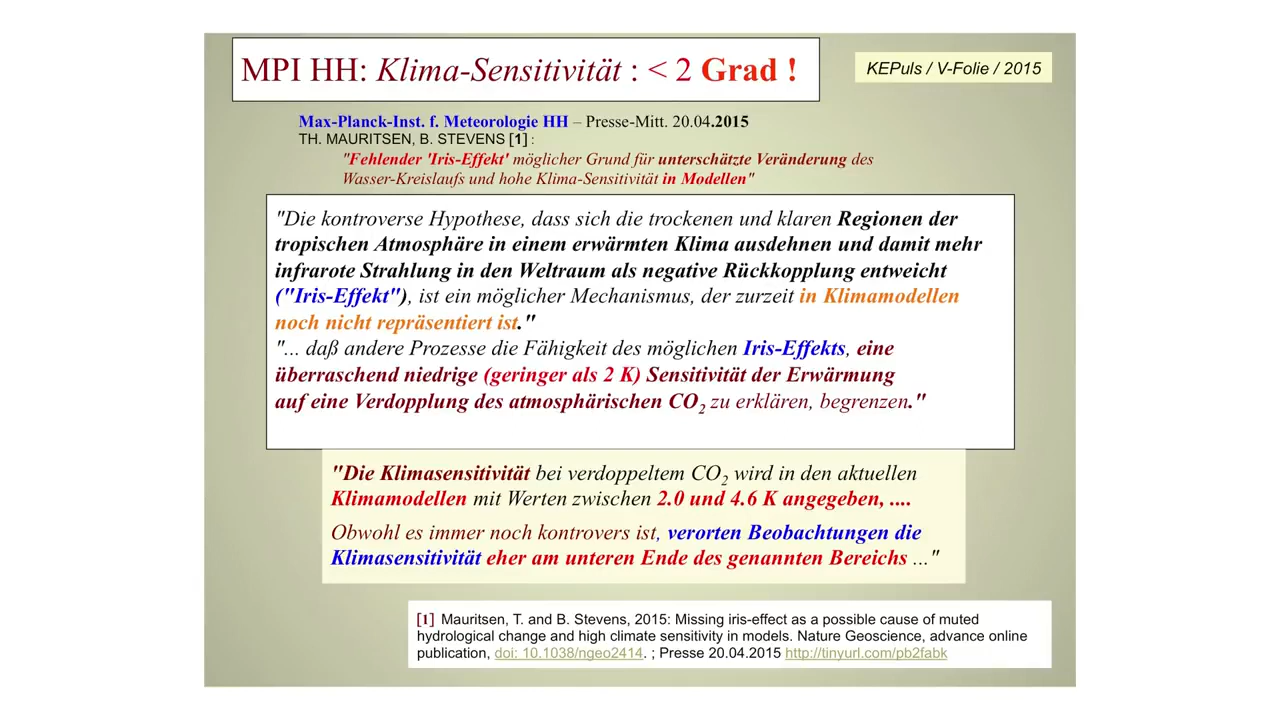 MPI HH: Klima-Sensitivität : < 2 Grad !
KEPuls / V-Folie / 2015
Max-Planck-Inst. f. Meteorologie HH – Presse-Mitt. 20.04.2015
TH. MAURITSEN, B. STEVENS [1] :
"Fehlender 'Iris-Effekt' möglicher Grund für unterschätzte Veränderung des
Wasser-Kreislaufs und hohe Klima-Sensitivität in Modellen"
"Die kontroverse Hypothese, dass sich die trockenen und klaren Regionen der
tropischen Atmosphäre in einem erwärmten Klima ausdehnen und damit mehr
infrarote Strahlung in den Weltraum als negative Rückkopplung entweicht
("Iris-Effekt"), ist ein möglicher Mechanismus, der zurzeit in Klimamodellen
noch nicht repräsentiert ist."
"... daß andere Prozesse die Fähigkeit des möglichen Iris-Effekts, eine
überraschend niedrige (geringer als 2 K) Sensitivität der Erwärmung
auf eine Verdopplung des atmosphärischen CO₂ zu erklären, begrenzen."
"Die Klimasensitivität bei verdoppeltem CO₂ wird in den aktuellen
Klimamodellen mit Werten zwischen 2.0 und 4.6 K angegeben, ....
Obwohl es immer noch kontrovers ist, verorten Beobachtungen die
Klimasensitivität eher am unteren Ende des genannten Bereichs ..."
[1] Mauritsen, T. and B. Stevens, 2015: Missing iris-effect as a possible cause of muted
hydrological change and high climate sensitivity in models. Nature Geoscience, advance online
publication, doi: 10.1038/ngeo2414. ; Presse 20.04.2015 http://tinyurl.com/pb2fabk